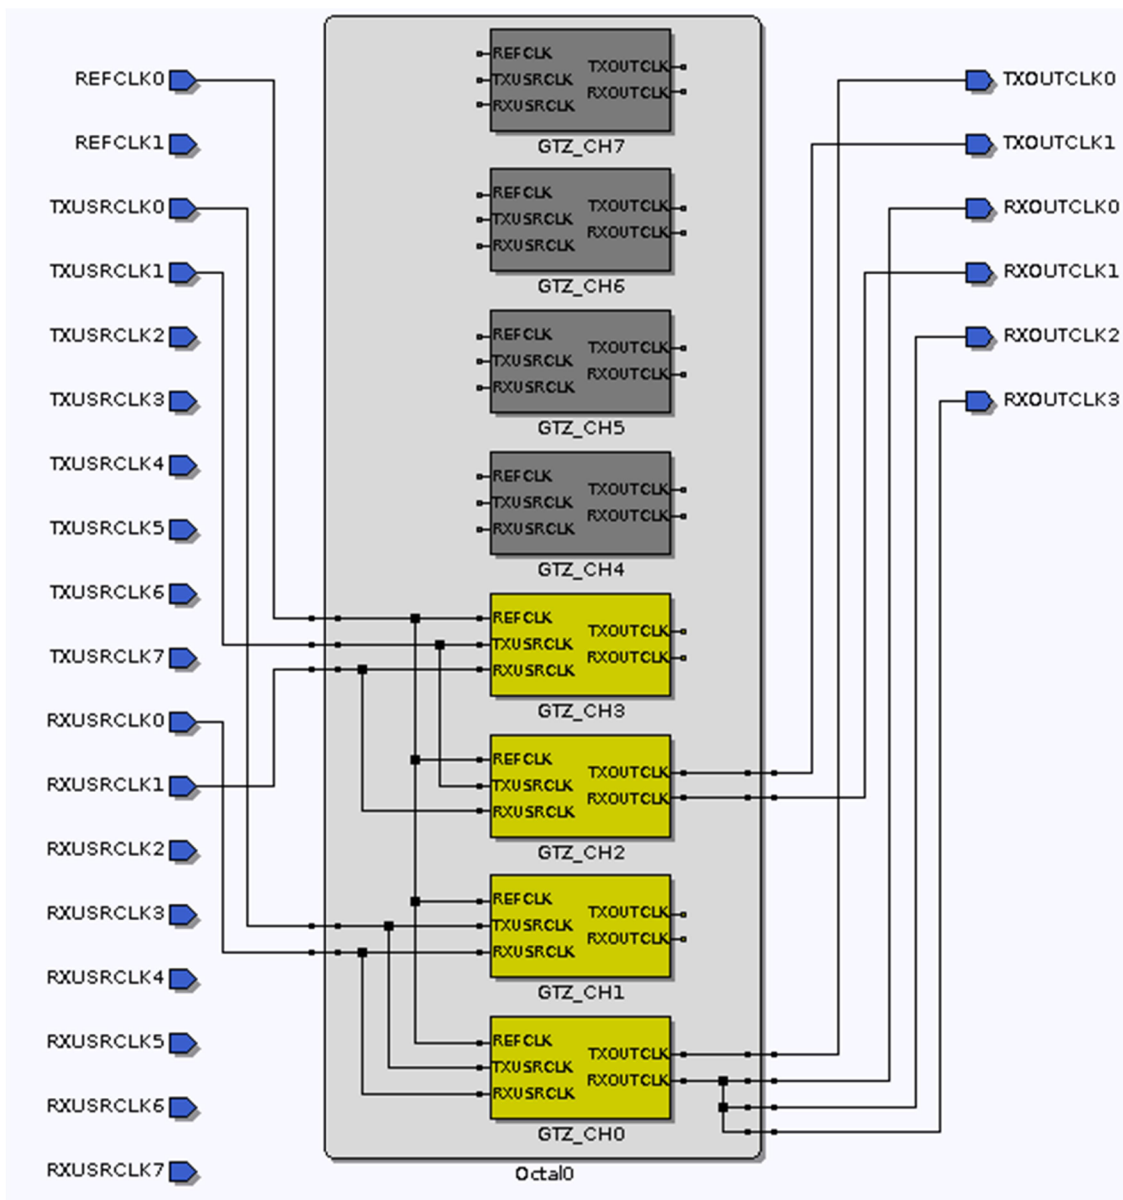 REFCLK0
REFCLK1
TXUSRCLK0
TXUSRCLK1
TXUSRCLK2
TXUSRCLK3
TXUSRCLK4
TXUSRCLK5
TXUSRCLK6
TXUSRCLK7
RXUSRCLK0
RXUSRCLK1
RXUSRCLK2
RXUSRCLK3
RXUSRCLK4
RXUSRCLK5
RXUSRCLK6
RXUSRCLK7
REFCLK
TXUSRCLK
RXUSRCLK
TXOUTCLK
RXOUTCLK
GTZ_CH7
REFCLK
TXUSRCLK
RXUSRCLK
TXOUTCLK
RXOUTCLK
GTZ_CH6
REFCLK
TXUSRCLK
RXUSRCLK
TXOUTCLK
RXOUTCLK
GTZ_CH5
REFCLK
TXUSRCLK
RXUSRCLK
TXOUTCLK
RXOUTCLK
GTZ_CH4
REFCLK
TXUSRCLK
RXUSRCLK
TXOUTCLK
RXOUTCLK
GTZ_CH3
REFCLK
TXUSRCLK
RXUSRCLK
TXOUTCLK
RXOUTCLK
GTZ_CH2
REFCLK
TXUSRCLK
RXUSRCLK
TXOUTCLK
RXOUTCLK
GTZ_CH1
REFCLK
TXUSRCLK
RXUSRCLK
TXOUTCLK
RXOUTCLK
GTZ_CH0
Octal0
TXOUTCLK0
TXOUTCLK1
RXOUTCLK0
RXOUTCLK1
RXOUTCLK2
RXOUTCLK3